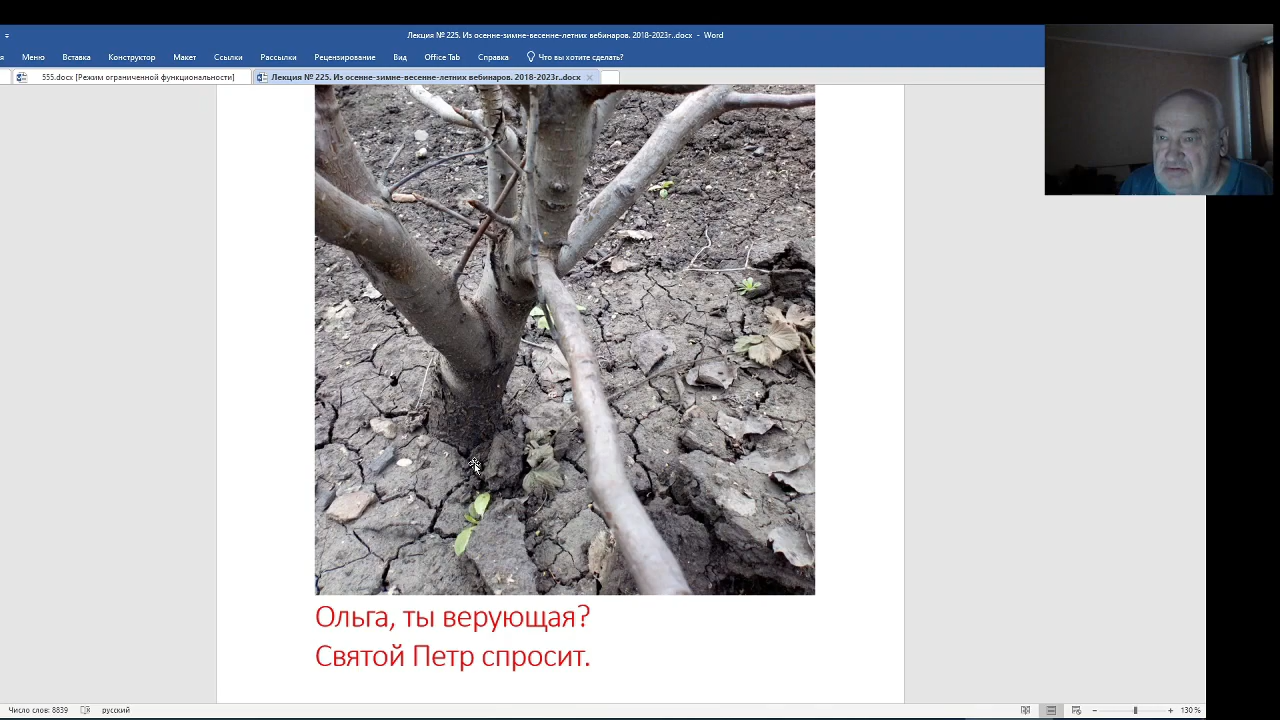 Лекция № 225. Из осенне-зимне-весенне-летних вебинаров. 2018-2023г..docx - Word
Меню Вставка Конструктор Макет Ссылки Рассылки Рецензирование Вид Office Tab Справка Что вы хотите сделать?
555.docx [Режим ограниченной функциональности] Лекция № 225. Из осенне-зимне-весенне-летних вебинаров. 2018-2023г..docx
Ольга, ты верующая?
Святой Петр спросит.
Число слов: 8839 русский 130 %